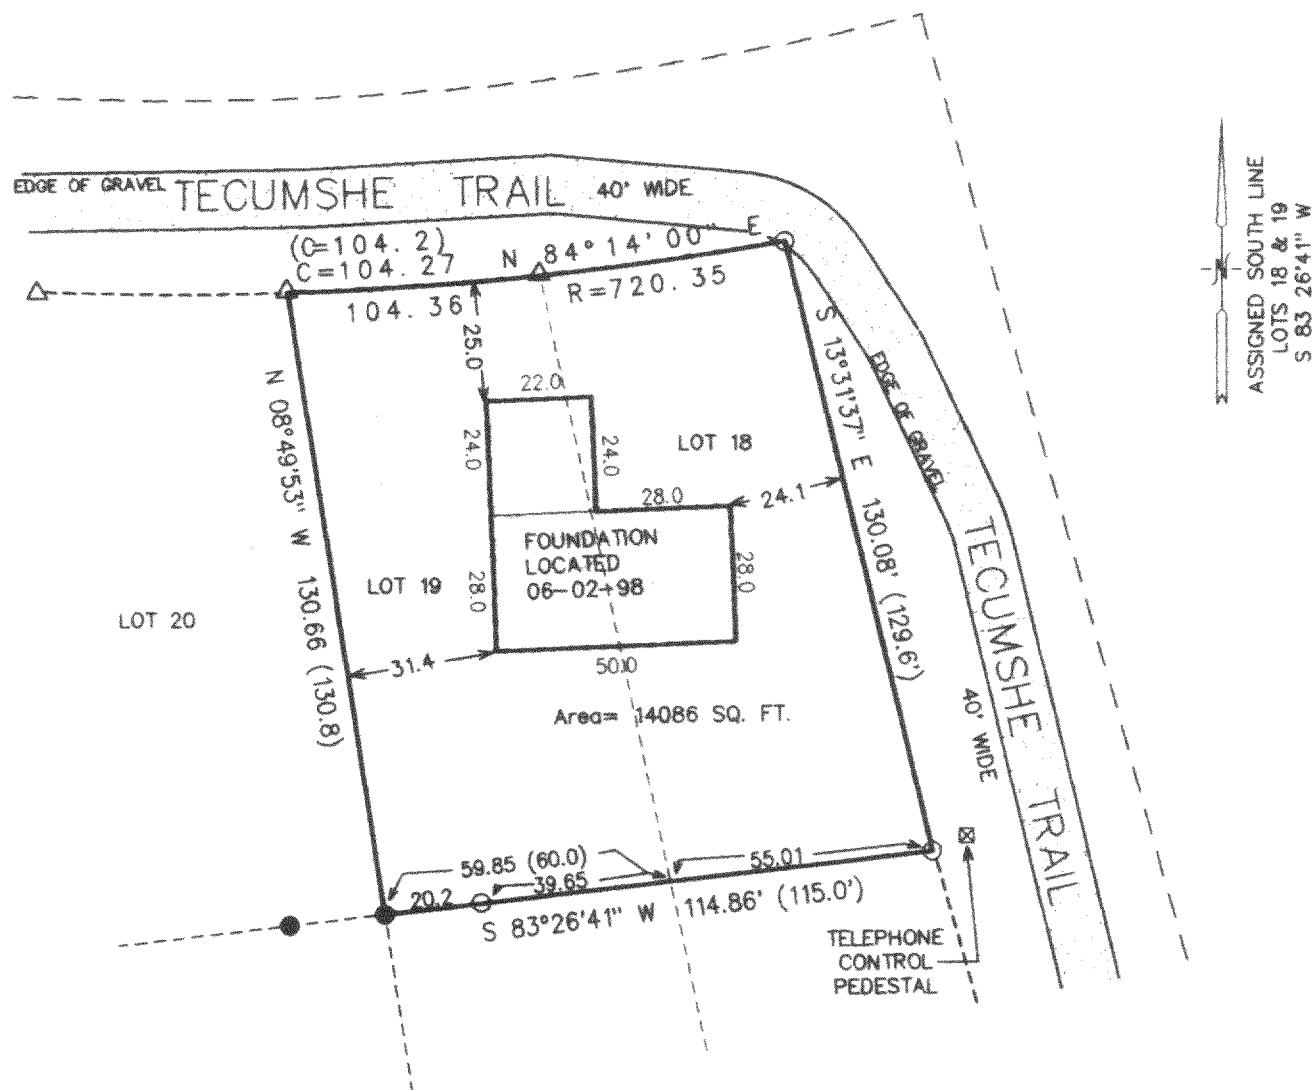 EDGE OF GRAVEL TECUMSHE TRAIL 40' WIDE
(C=104.2)
C=104.27
N 84°14'00" E
104.36
R=720.35
ASSIGNED SOUTH LINE
LOTS 18 & 19
S 83 26'41" W
N
25.0
22.0
24.0
24.0
LOT 18
28.0
24.1
S 13°31'37" E 130.08' (129.6')
EDGE OF GRAVEL
TECUMSHE TRAIL
40' WIDE
N 08°49'53" W 130.66 (130.8)
FOUNDATION
LOCATED
06-02-98
LOT 19
28.0
28.0
LOT 20
31.4
50.0
Area= 14086 SQ. FT.
59.85 (60.0)
55.01
20.2
39.65
S 83°26'41" W 114.86' (115.0')
TELEPHONE
CONTROL
PEDESTAL